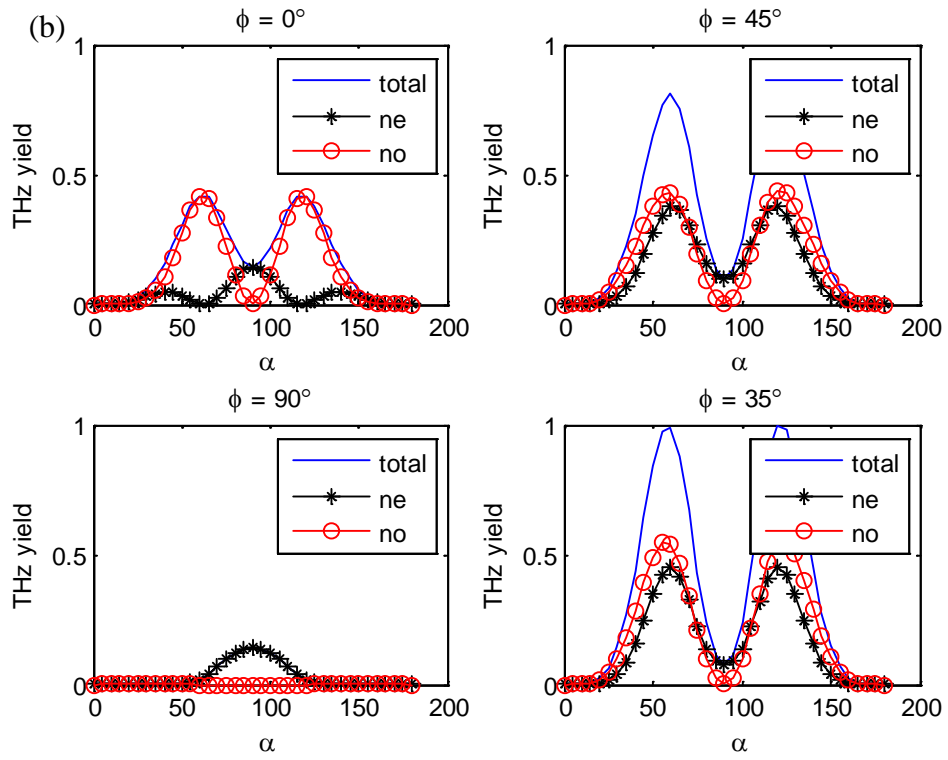 (b)
ϕ = 0°
1
0.5
0
THz yield
total
ne
no
0 50 100 150 200
α
ϕ = 45°
1
0.5
0
THz yield
total
ne
no
0 50 100 150 200
α
ϕ = 90°
1
0.5
0
THz yield
total
ne
no
0 50 100 150 200
α
ϕ = 35°
1
0.5
0
THz yield
total
ne
no
0 50 100 150 200
α